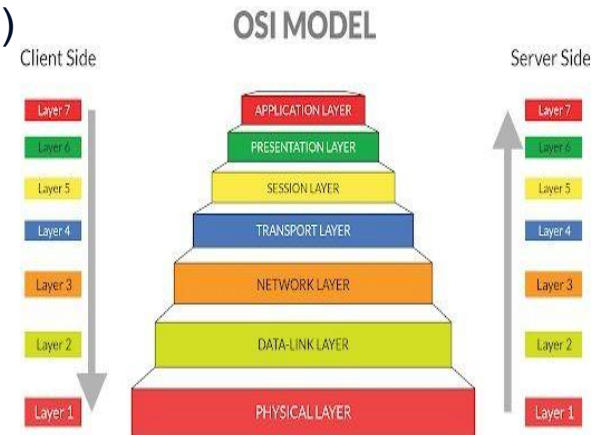 )
OSI MODEL
Client Side
Server Side
Layer 7
APPLICATION LAYER
Layer 7
Layer 6
PRESENTATION LAYER
Layer 6
Layer 5
SESSION LAYER
Layer 5
Layer 4
TRANSPORT LAYER
Layer 4
Layer 3
NETWORK LAYER
Layer 3
Layer 2
DATA-LINK LAYER
Layer 2
Layer 1
PHYSICAL LAYER
Layer 1